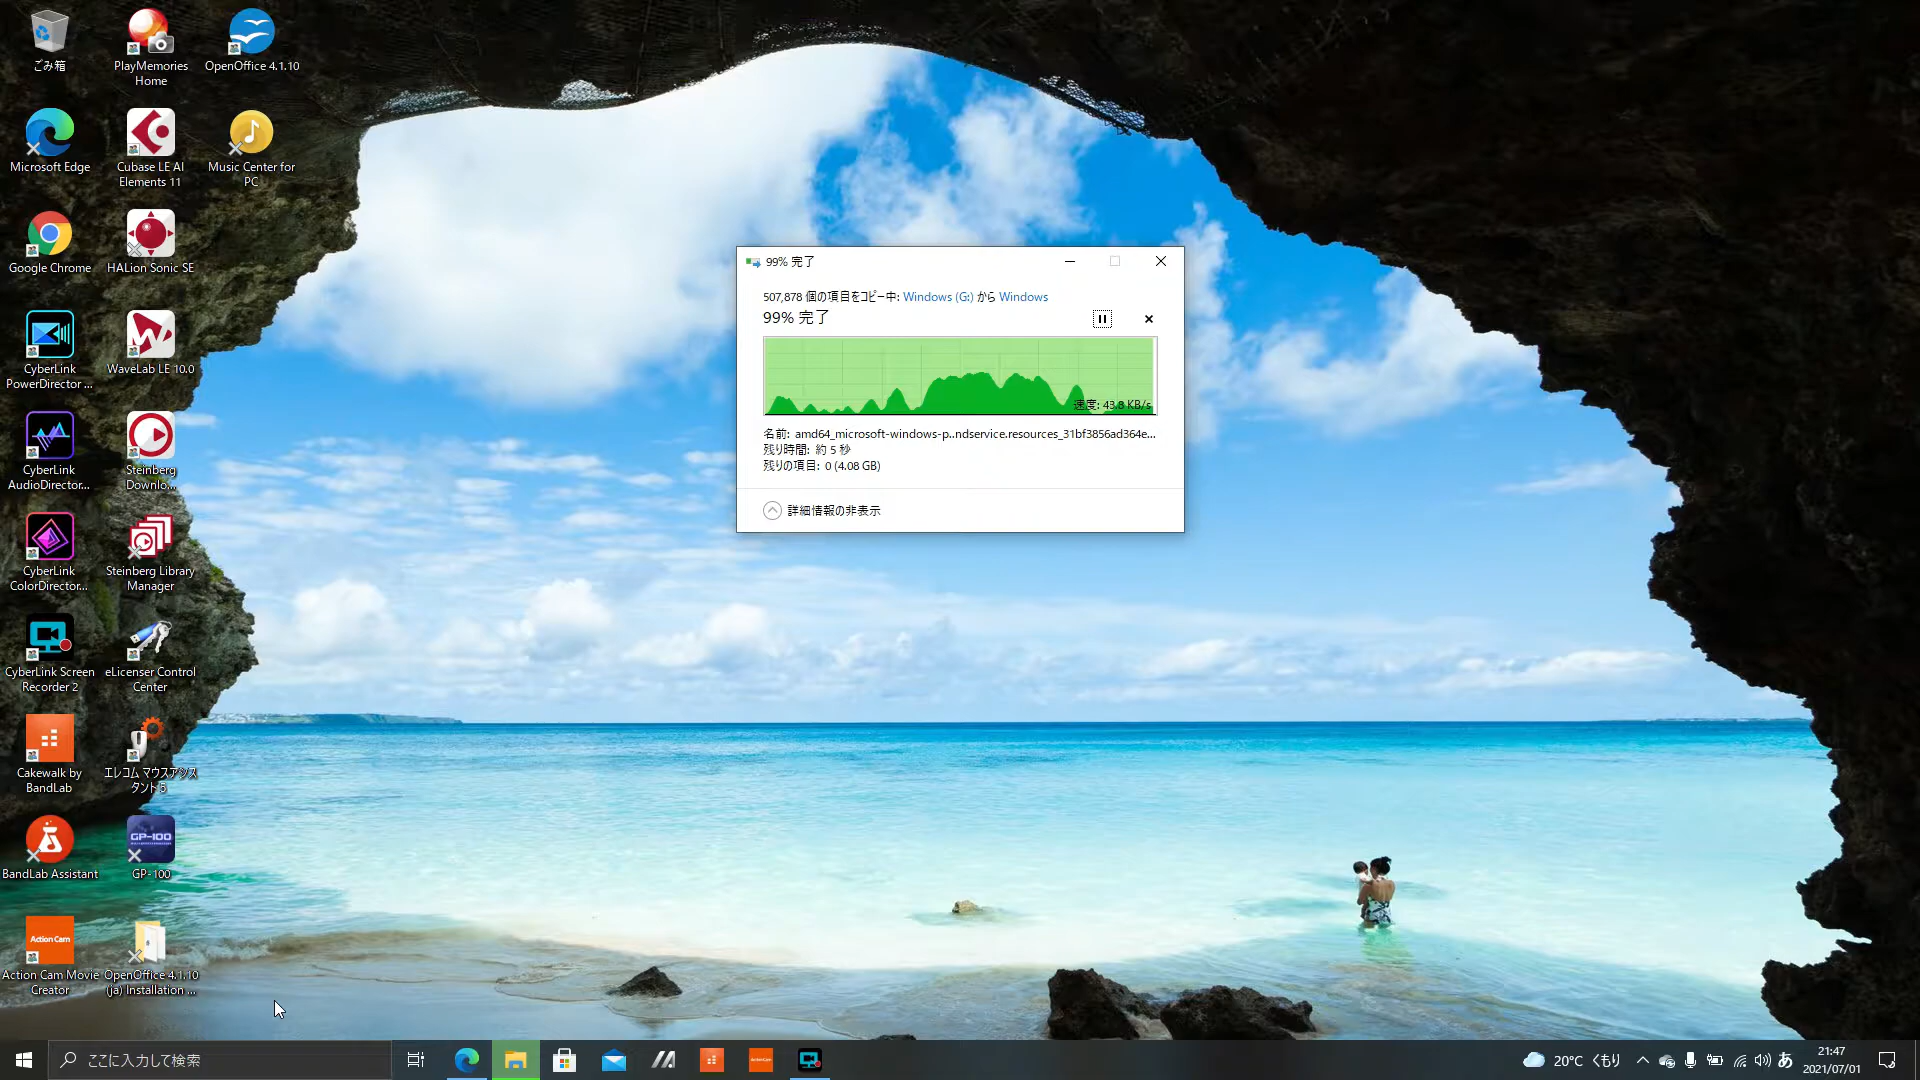 ごみ箱
PlayMemories
Home
OpenOffice 4.1.10
Microsoft Edge
Cubase LE AI
Elements 11
Music Center for
PC
Google Chrome
HALion Sonic SE
CyberLink
PowerDirector ...
WaveLab LE 10.0
CyberLink
AudioDirector...
Steinberg
Downlo...
CyberLink
ColorDirector...
Steinberg Library
Manager
CyberLink Screen
Recorder 2
eLicenser Control
Center
Cakewalk by
BandLab
エレコム マウスアシス
タント5
BandLab Assistant
GP-100
GP-100
Action Cam
Action Cam Movie
Creator
OpenOffice 4.1.10
(ja) Installation ...
99% 完了
507,878 個の項目をコピー中: Windows (G:) から Windows
99% 完了
速度: 43.8 KB/s
名前: amd64_microsoft-windows-p..ndservice.resources_31bf3856ad364e...
残り時間: 約 5 秒
残りの項目: 0 (4.08 GB)
詳細情報の非表示
ここに入力して検索
20°C くもり
あ
21:47
2021/07/01